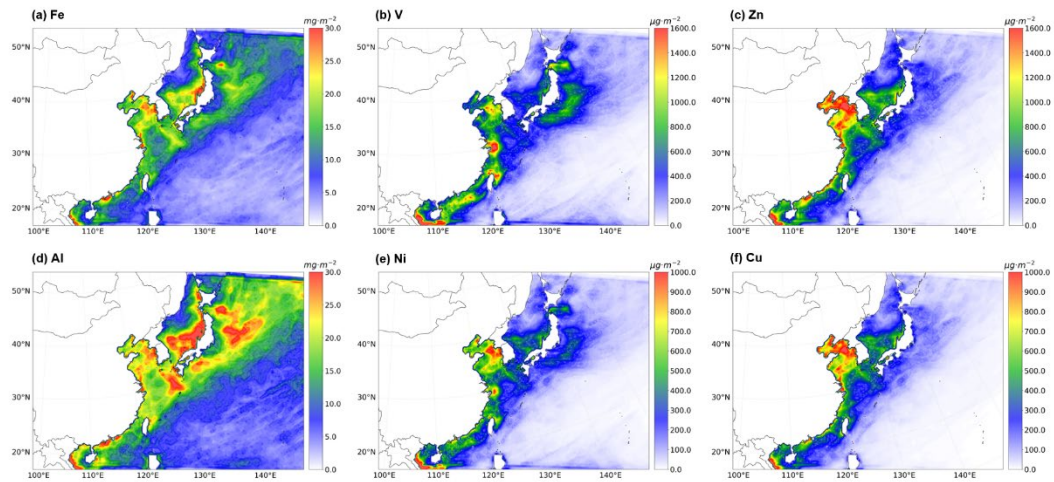 (a) Fe
mg·m⁻²
50°N
40°N
30°N
20°N
100°E 110°E 120°E 130°E 140°E
30.0
25.0
20.0
15.0
10.0
5.0
0.0
(b) V
μg·m⁻²
50°N
40°N
30°N
20°N
100°E 110°E 120°E 130°E 140°E
1600.0
1400.0
1200.0
1000.0
800.0
600.0
400.0
200.0
0.0
(c) Zn
μg·m⁻²
50°N
40°N
30°N
20°N
100°E 110°E 120°E 130°E 140°E
1600.0
1400.0
1200.0
1000.0
800.0
600.0
400.0
200.0
0.0
(d) Al
mg·m⁻²
50°N
40°N
30°N
20°N
100°E 110°E 120°E 130°E 140°E
30.0
25.0
20.0
15.0
10.0
5.0
0.0
(e) Ni
μg·m⁻²
50°N
40°N
30°N
20°N
100°E 110°E 120°E 130°E 140°E
1000.0
900.0
800.0
700.0
600.0
500.0
400.0
300.0
200.0
100.0
0.0
(f) Cu
μg·m⁻²
50°N
40°N
30°N
20°N
100°E 110°E 120°E 130°E 140°E
1000.0
900.0
800.0
700.0
600.0
500.0
400.0
300.0
200.0
100.0
0.0